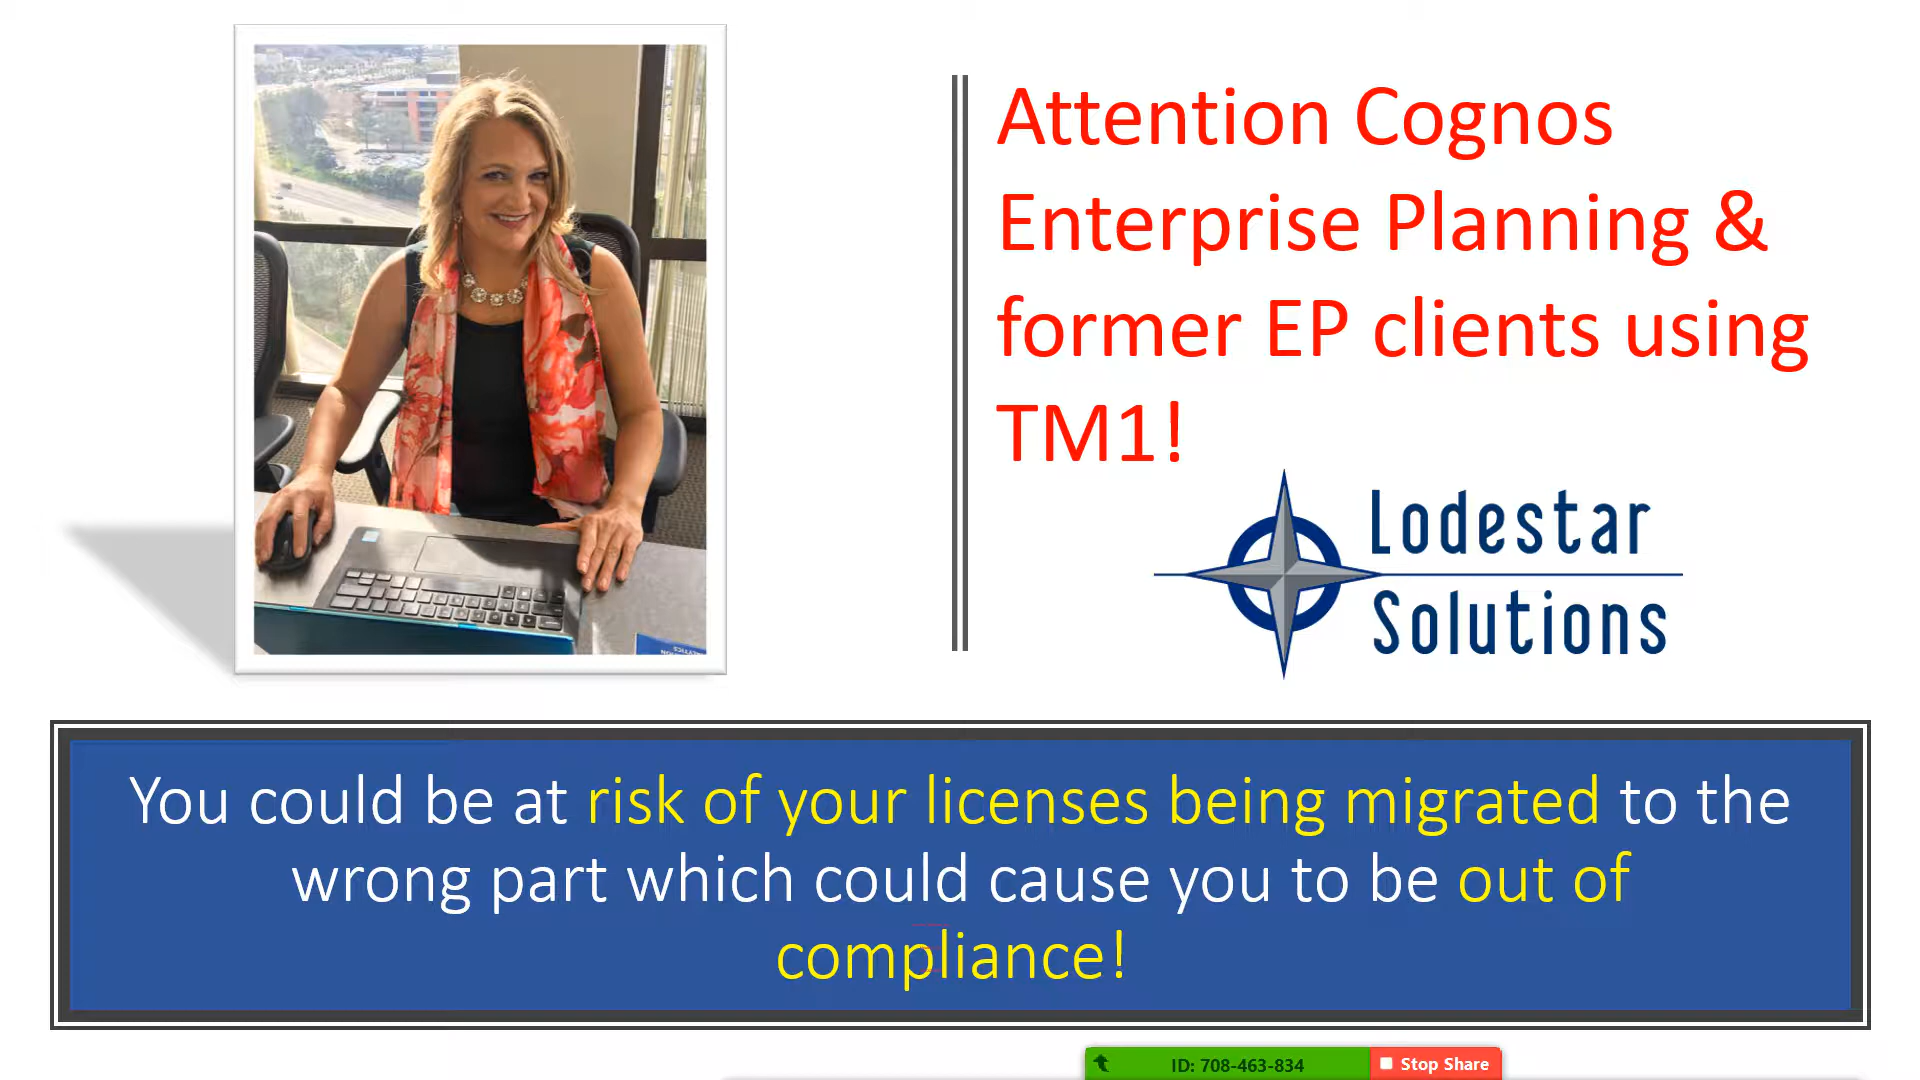 Attention Cognos
Enterprise Planning &
former EP clients using
TM1!
Lodestar
Solutions
You could be at risk of your licenses being migrated to the
wrong part which could cause you to be out of
compliance!
ID: 708-463-834
Stop Share